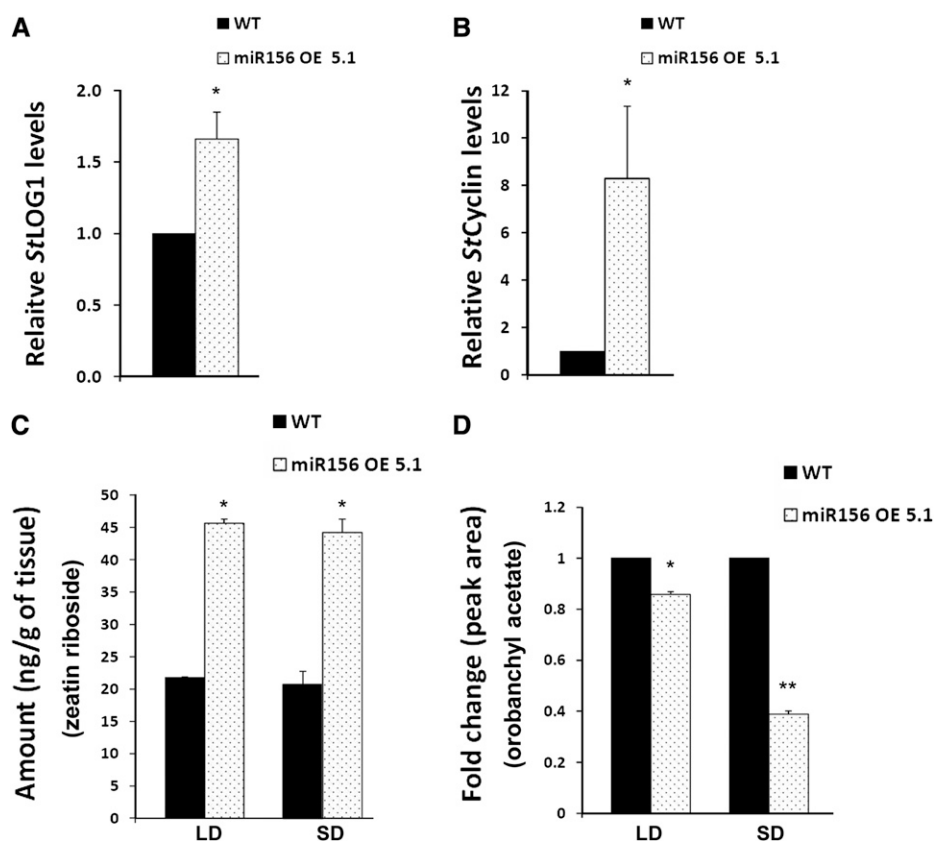 A
WT
miR156 OE 5.1
Relaitve StLOG1 levels
2.0
*
1.5
1.0
0.5
0.0
B
WT
miR156 OE 5.1
Relative StCyclin levels
12
*
10
8
6
4
2
0
C
WT
miR156 OE 5.1
Amount (ng/g of tissue)
(zeatin riboside)
50
45
40
35
30
25
20
15
10
5
0
* *
LD SD
D
WT
miR156 OE 5.1
Fold change (peak area)
(orobanchyl acetate)
1.2
1
0.8
0.6
0.4
0.2
0
*
**
LD SD